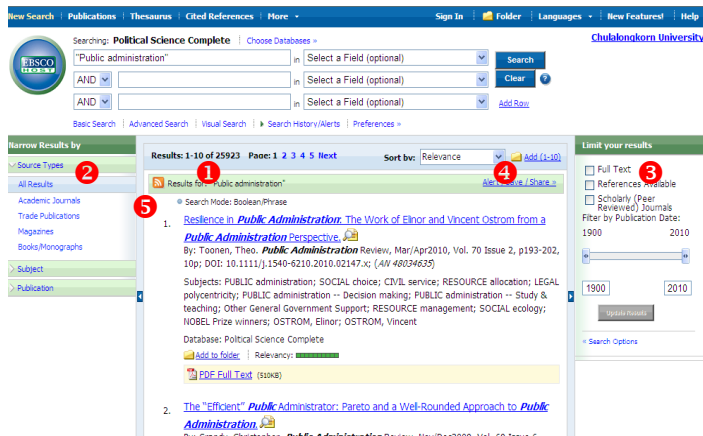 New Search Publications Thesaurus Cited References More Sign In Folder Languages New Features! Help
Searching: Political Science Complete Choose Databases »
Chulalongkorn University
EBSCO
HOST
"Public administration" in Select a Field (optional) Search
AND in Select a Field (optional) Clear ?
AND in Select a Field (optional) Add Row
Basic Search Advanced Search Visual Search Search History/Alerts Preferences »
Narrow Results by
Source Types
2
All Results
Academic Journals
Trade Publications
Magazines
Books/Monographs
Subject
Publication
Results: 1-10 of 25923 Page: 1 2 3 4 5 Next Sort by: Relevance Add (1-10)
1
4
Results for: "Public administration" Alert / Save / Share »
5
Search Mode: Boolean/Phrase
1. Resilience in Public Administration: The Work of Elinor and Vincent Ostrom from a
Public Administration Perspective.
By: Toonen, Theo. Public Administration Review, Mar/Apr2010, Vol. 70 Issue 2, p193-202,
10p; DOI: 10.1111/j.1540-6210.2010.02147.x; (AN 48034635)
Subjects: PUBLIC administration; SOCIAL choice; CIVIL service; RESOURCE allocation; LEGAL
polycentricity; PUBLIC administration -- Decision making; PUBLIC administration -- Study &
teaching; Other General Government Support; RESOURCE management; SOCIAL ecology;
NOBEL Prize winners; OSTROM, Elinor; OSTROM, Vincent
Database: Political Science Complete
Add to folder Relevancy:
PDF Full Text (510KB)
2. The "Efficient" Public Administrator: Pareto and a Well-Rounded Approach to Public
Administration.
Limit your results
Full Text
3
References Available
Scholarly (Peer
Reviewed) Journals
Filter by Publication Date:
1900 2010
1900 2010
Update Results
« Search Options